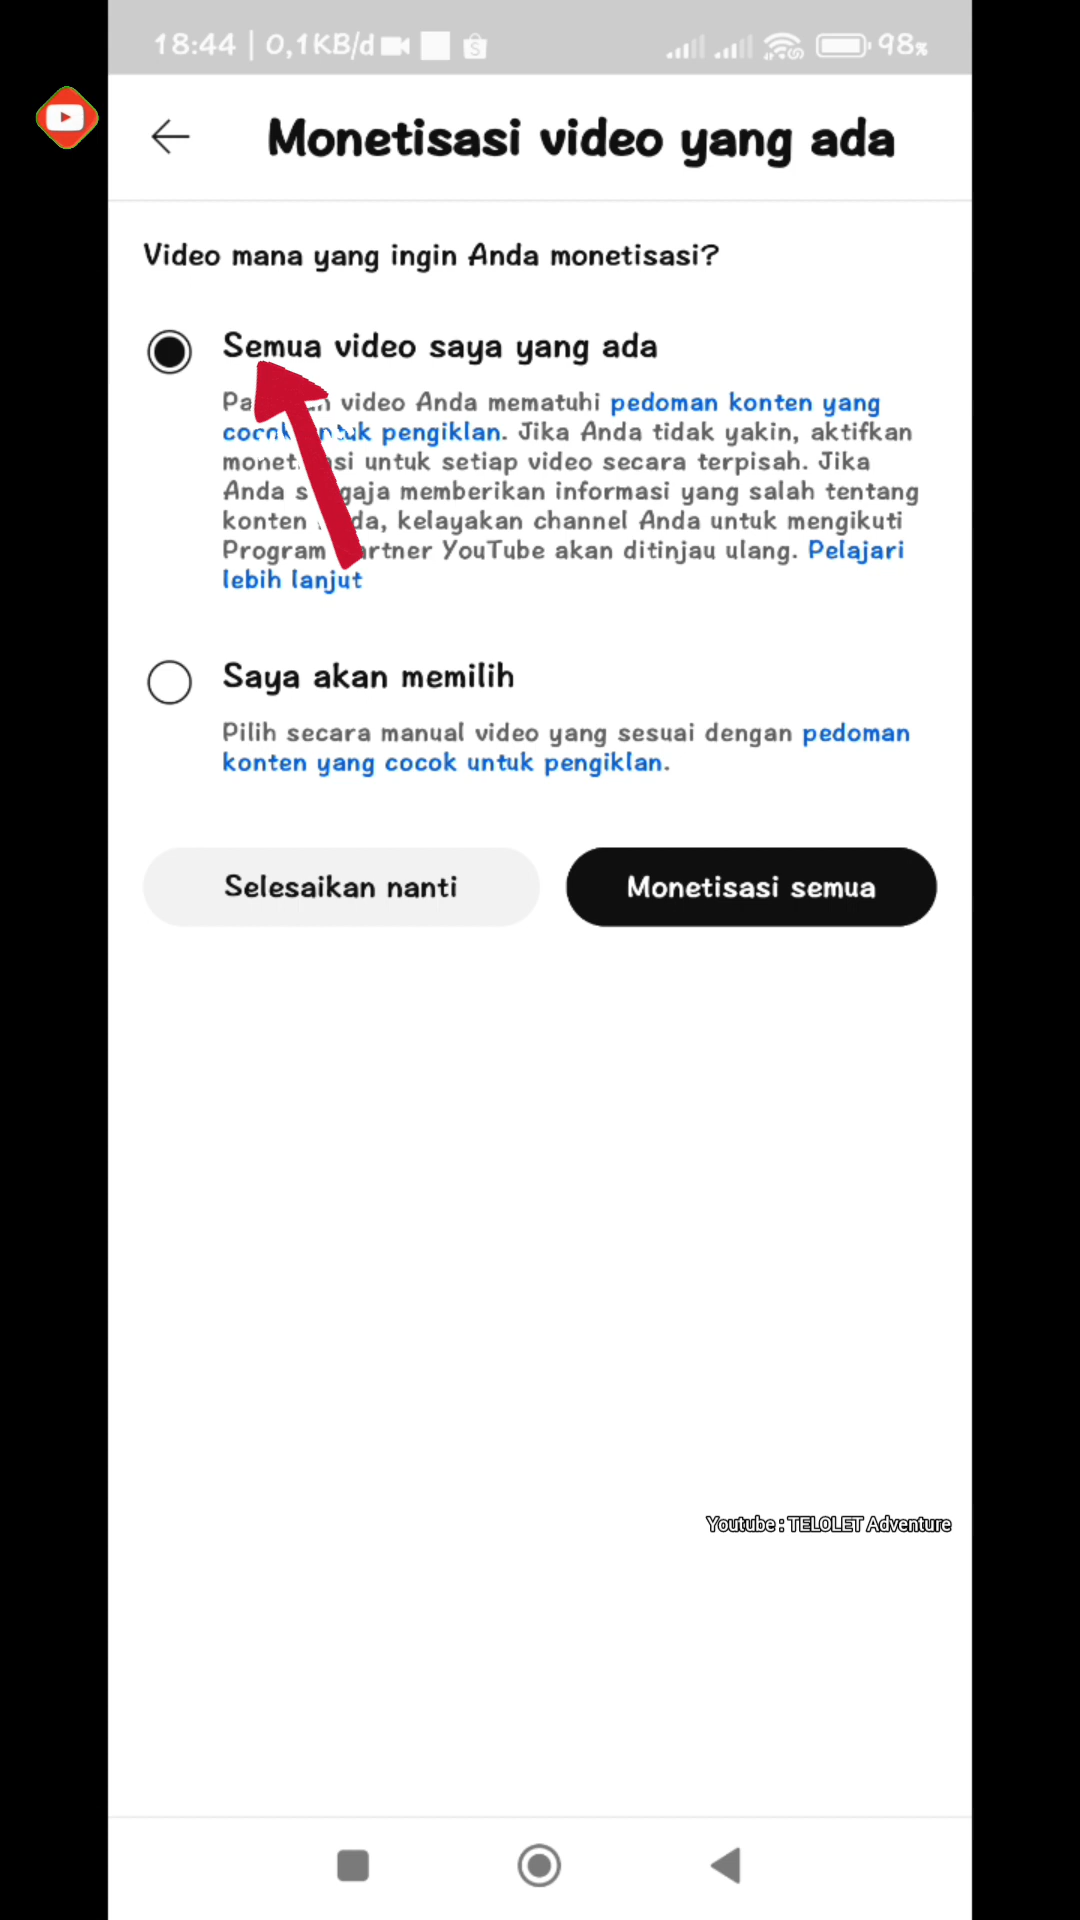 18:44 | 0,1KB/d
98%
Monetisasi video yang ada
Video mana yang ingin Anda monetisasi?
Semua video saya yang ada
video Anda mematuhi pedoman konten yang
pengiklan. Jika Anda tidak yakin, aktifkan
untuk setiap video secara terpisah. Jika
Anda memberikan informasi yang salah tentang
konten kelayakan channel Anda untuk mengikuti
Program YouTube akan ditinjau ulang. Pelajari
lebih lanjut
Saya akan memilih
Pilih secara manual video yang sesuai dengan pedoman
konten yang cocok untuk pengiklan.
Selesaikan nanti
Monetisasi semua
Youtube : TELOLET Adventure